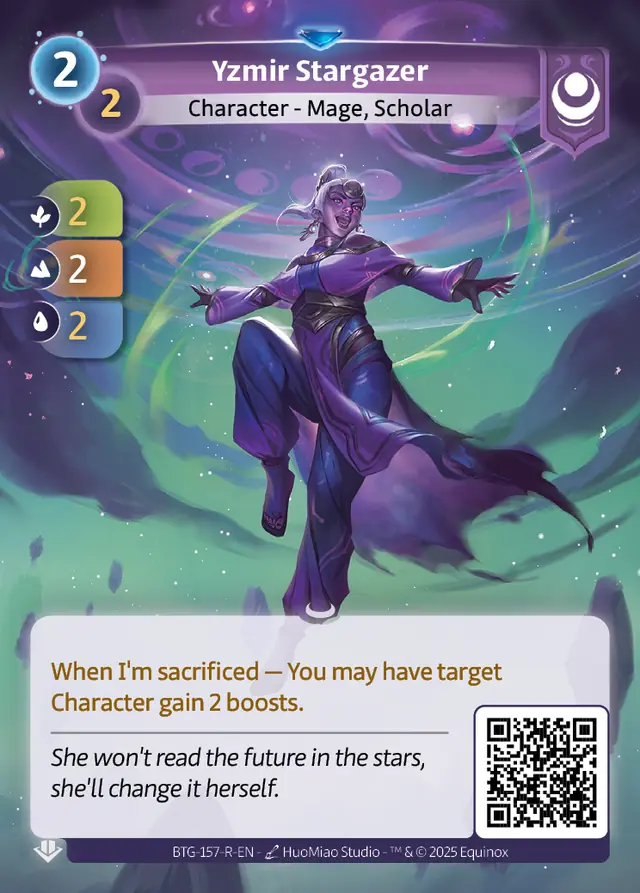 2
Yzmir Stargazer
2
Character - Mage, Scholar
2
2
2
When I'm sacrificed — You may have target
Character gain 2 boosts.
She won't read the future in the stars,
she'll change it herself.
BTG-157-R-EN - HuoMiao Studio - ™ & © 2025 Equinox